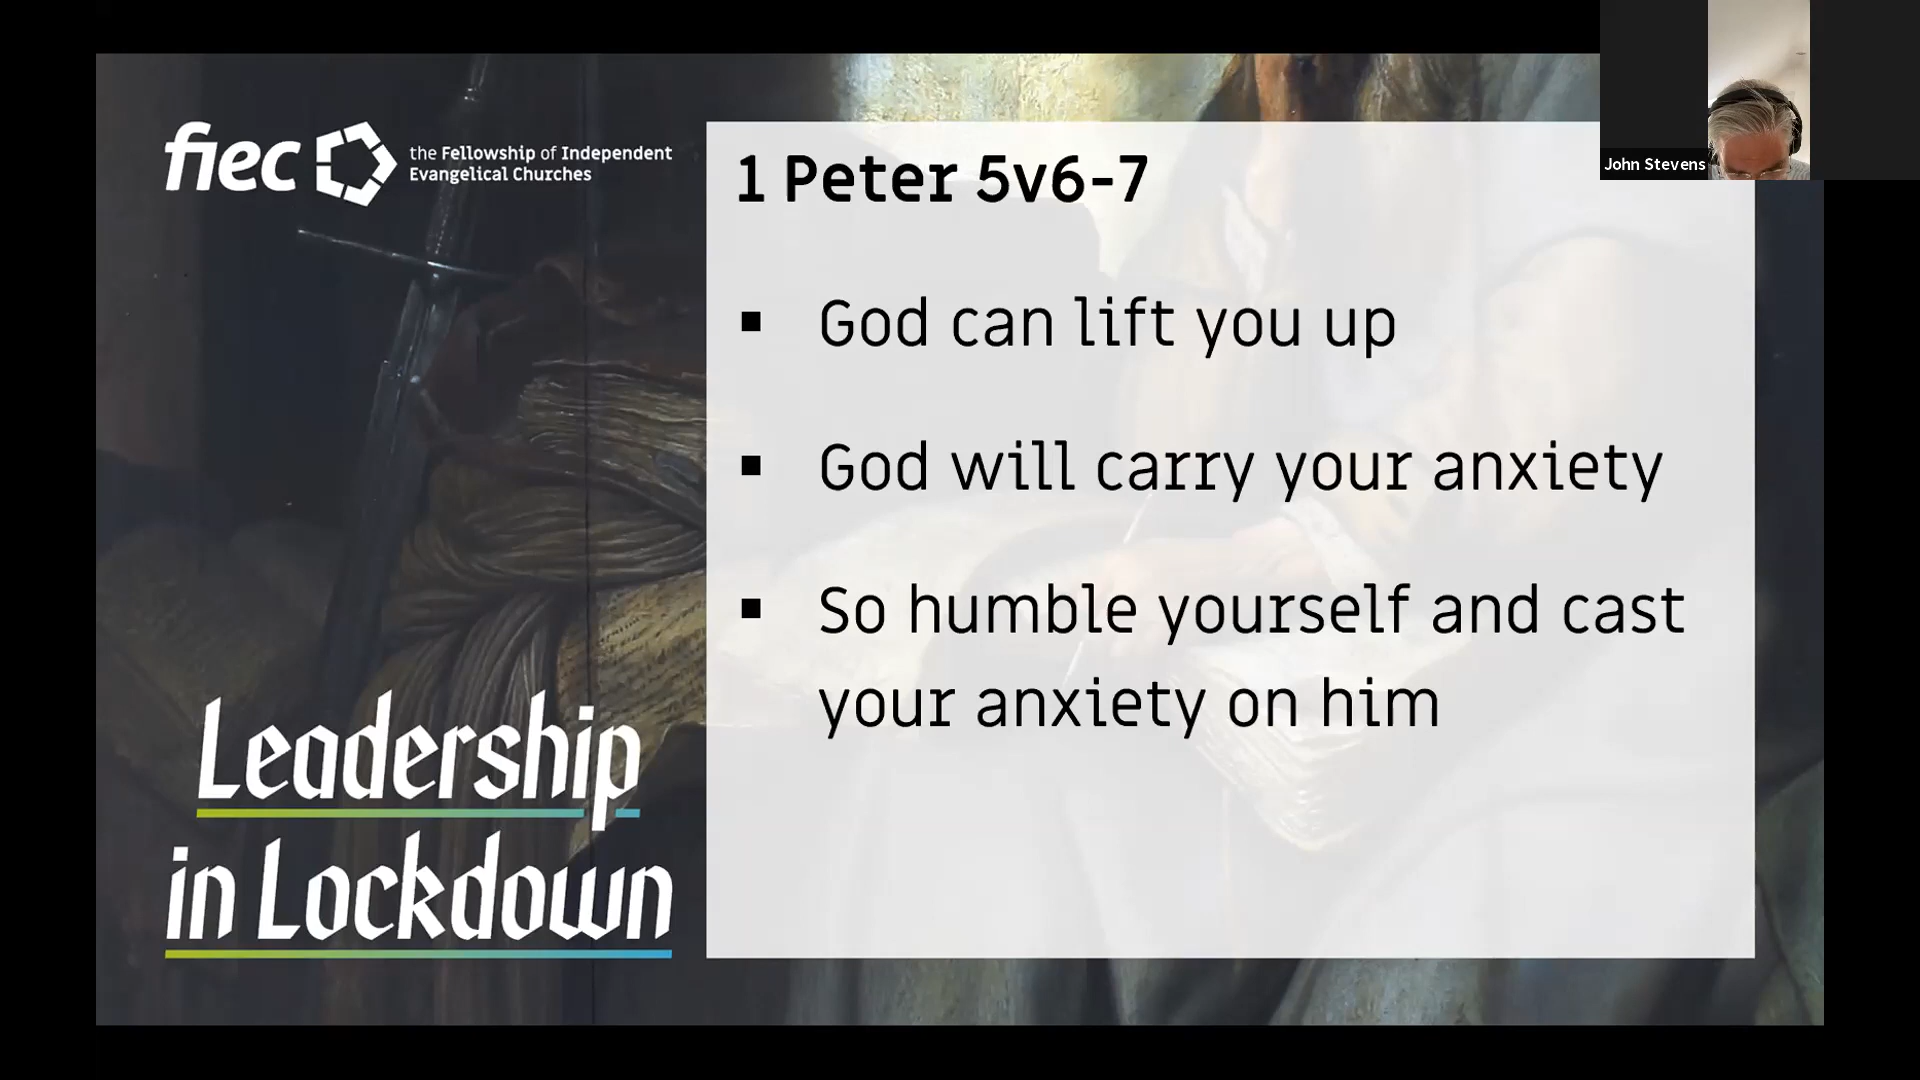 fiec
the Fellowship of Independent
Evangelical Churches
1 Peter 5v6-7
▪ God can lift you up
▪ God will carry your anxiety
▪ So humble yourself and cast
your anxiety on him
Leadership
in Lockdown
John Stevens